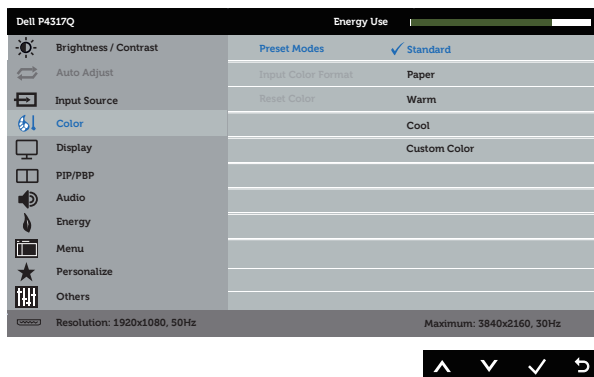 Dell P4317Q Energy Use
Brightness / Contrast Preset Modes Standard
Auto Adjust Input Color Format Paper
Input Source Reset Color Warm
Color Cool
Display Custom Color
PIP/PBP
Audio
Energy
Menu
Personalize
Others
Resolution: 1920x1080, 50Hz Maximum: 3840x2160, 30Hz